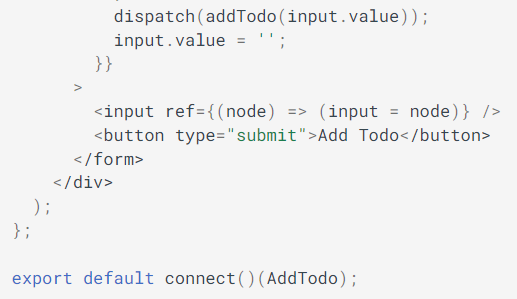 dispatch(addTodo(input.value));
input.value = '';
}}
>
<input ref={(node) => (input = node)} />
<button type="submit">Add Todo</button>
</form>
</div>
);
};
export default connect()(AddTodo);